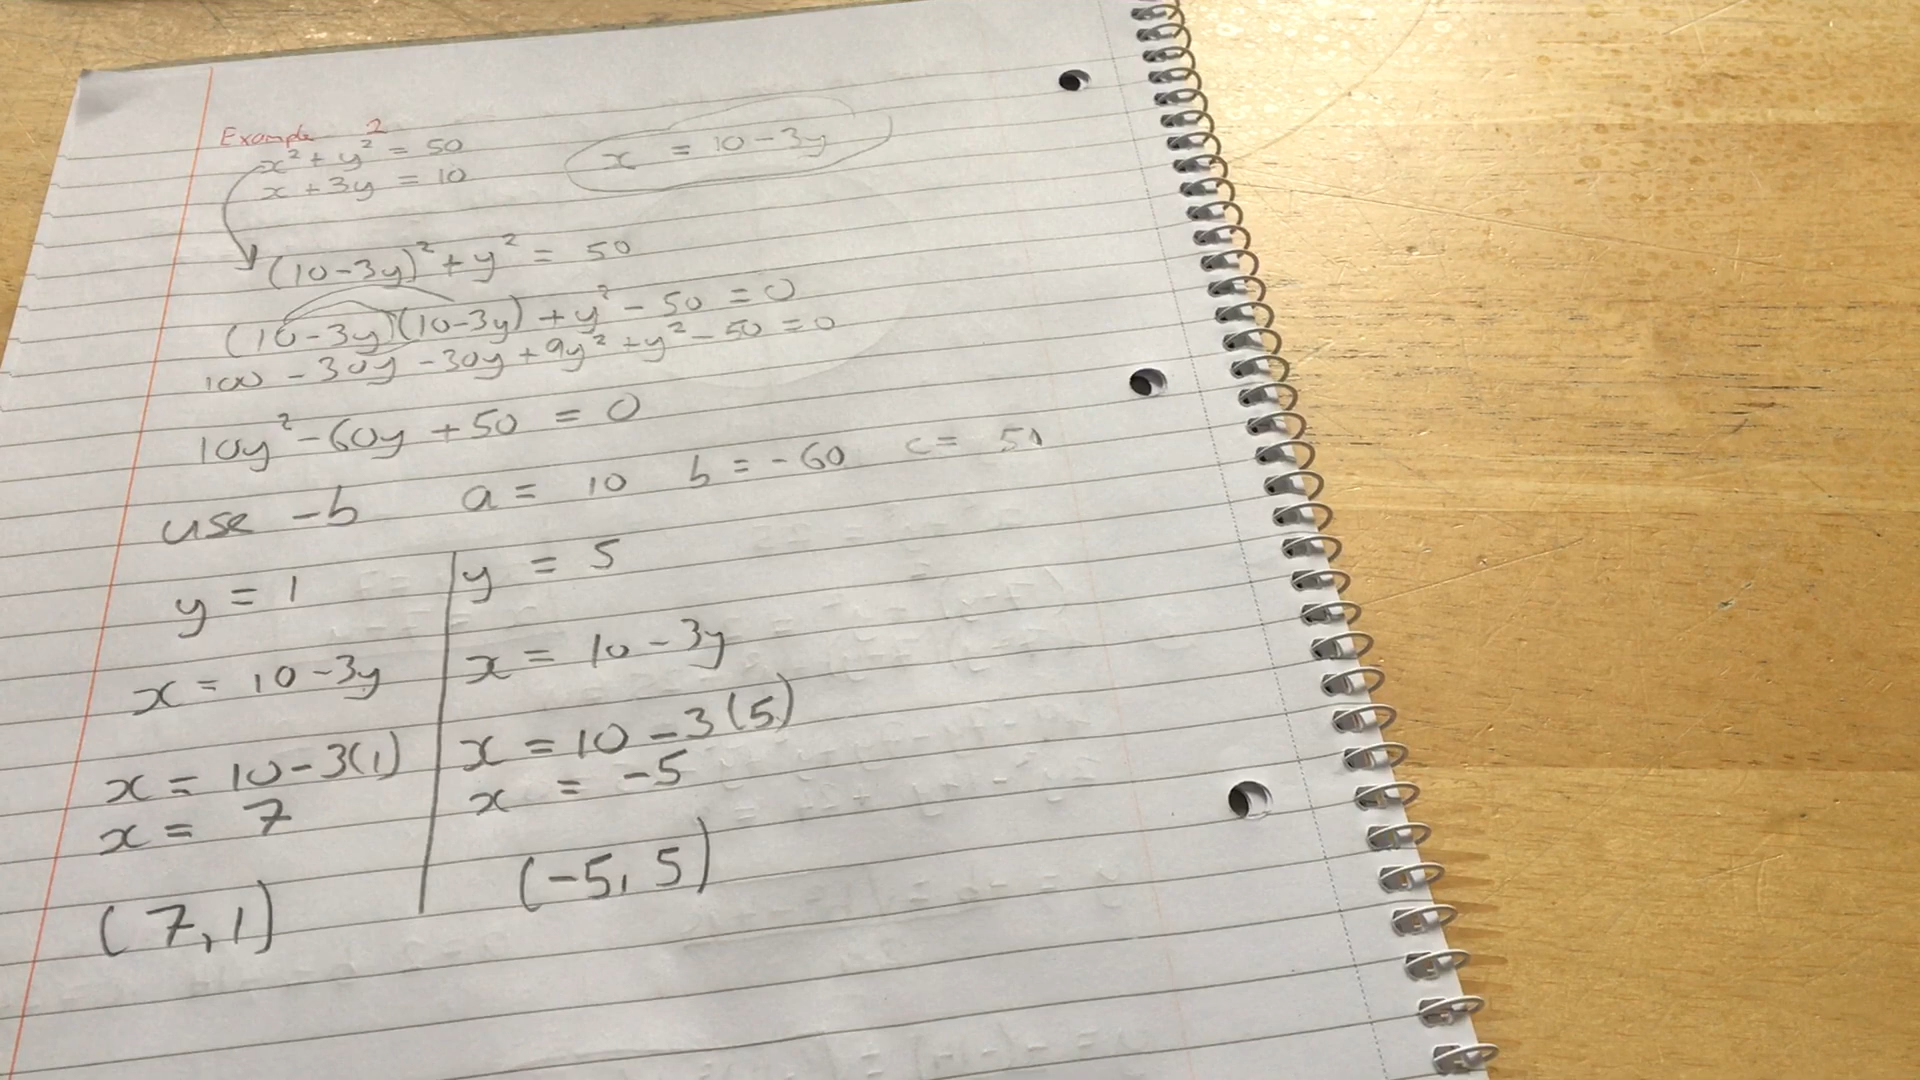 Example 2
x² + y² = 50
x + 3y = 10
x = 10 - 3y
(10-3y)² + y² = 50
(10-3y)(10-3y) + y² - 50 = 0
100 - 30y - 30y + 9y² + y² - 50 = 0
10y² - 60y + 50 = 0
use -b a = 10 b = -60 c = 50
y = 1
x = 10 - 3y
x = 10 - 3(1)
x = 7
(7, 1)
y = 5
x = 10 - 3y
x = 10 - 3(5)
x = -5
(-5, 5)